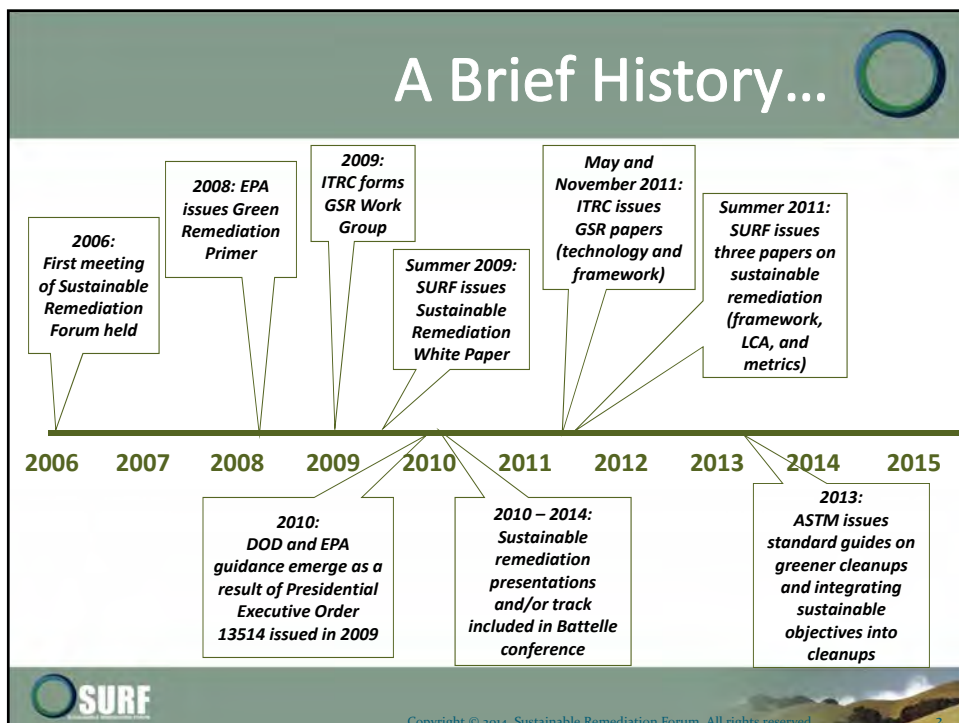 A Brief History…
2006:
First meeting
of Sustainable
Remediation
Forum held
2008: EPA
issues Green
Remediation
Primer
2009:
ITRC forms
GSR Work
Group
Summer 2009:
SURF issues
Sustainable
Remediation
White Paper
May and
November 2011:
ITRC issues
GSR papers
(technology and
framework)
Summer 2011:
SURF issues
three papers on
sustainable
remediation
(framework,
LCA, and
metrics)
2006 2007 2008 2009 2010 2011 2012 2013 2014 2015
2010:
DOD and EPA
guidance emerge as a
result of Presidential
Executive Order
13514 issued in 2009
2010 – 2014:
Sustainable
remediation
presentations
and/or track
included in Battelle
conference
2013:
ASTM issues
standard guides on
greener cleanups
and integrating
sustainable
objectives into
cleanups
SURF
SUSTAINABLE REMEDIATION FORUM
Copyright © 2014 Sustainable Remediation Forum. All rights reserved